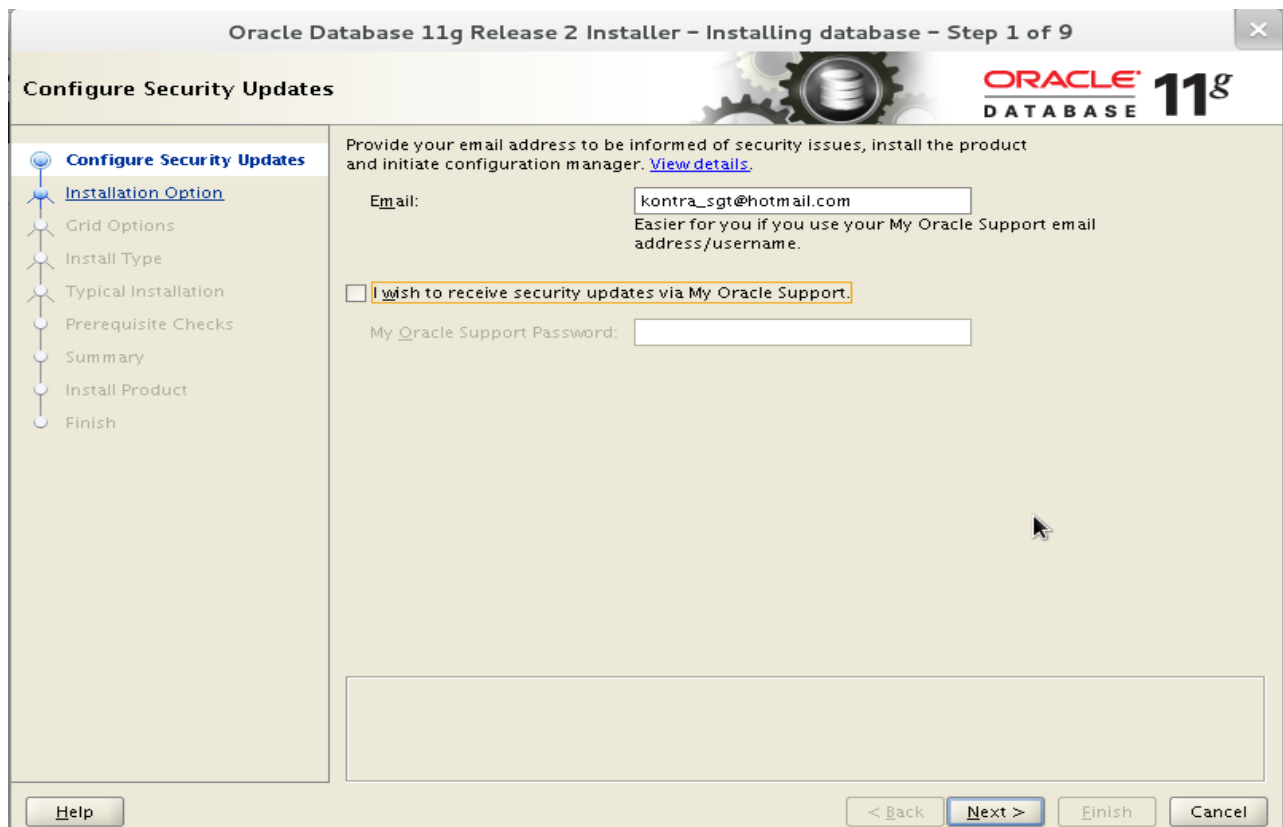 Oracle Database 11g Release 2 Installer - Installing database - Step 1 of 9
Configure Security Updates
ORACLE
DATABASE
11g
Configure Security Updates
Installation Option
Grid Options
Install Type
Typical Installation
Prerequisite Checks
Summary
Install Product
Finish
Provide your email address to be informed of security issues, install the product
and initiate configuration manager. View details.
Email:
kontra_sgt@hotmail.com
Easier for you if you use your My Oracle Support email
address/username.
I wish to receive security updates via My Oracle Support.
My Oracle Support Password:
Help
< Back
Next >
Finish
Cancel